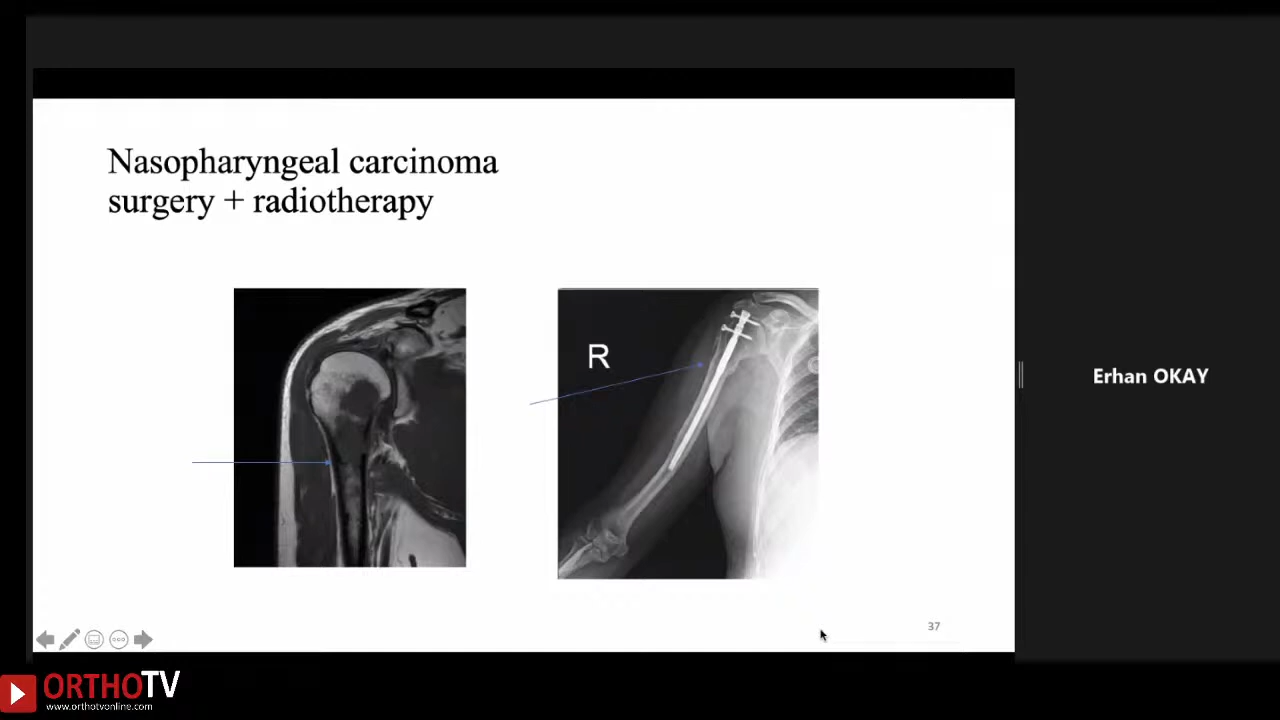 Nasopharyngeal carcinoma
surgery + radiotherapy
R
Erhan OKAY
37
ORTHOTV
www.orthotvonline.com